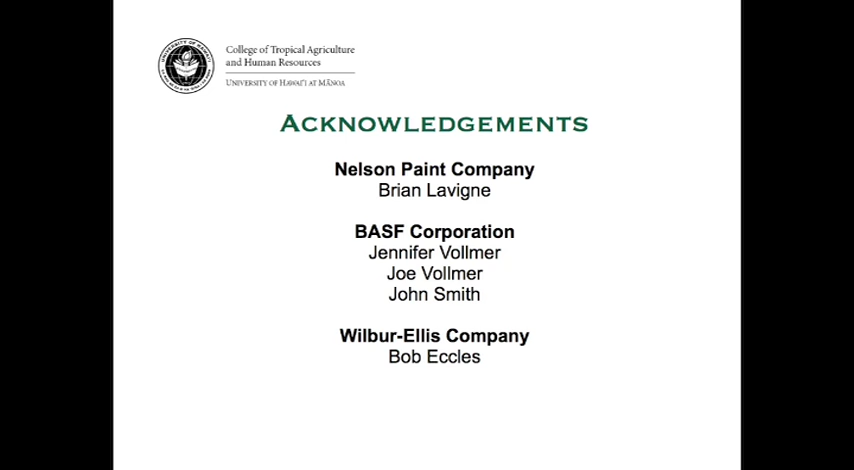 College of Tropical Agriculture
and Human Resources
University of Hawai‘i at Mānoa
Acknowledgements
Nelson Paint Company
Brian Lavigne
BASF Corporation
Jennifer Vollmer
Joe Vollmer
John Smith
Wilbur-Ellis Company
Bob Eccles